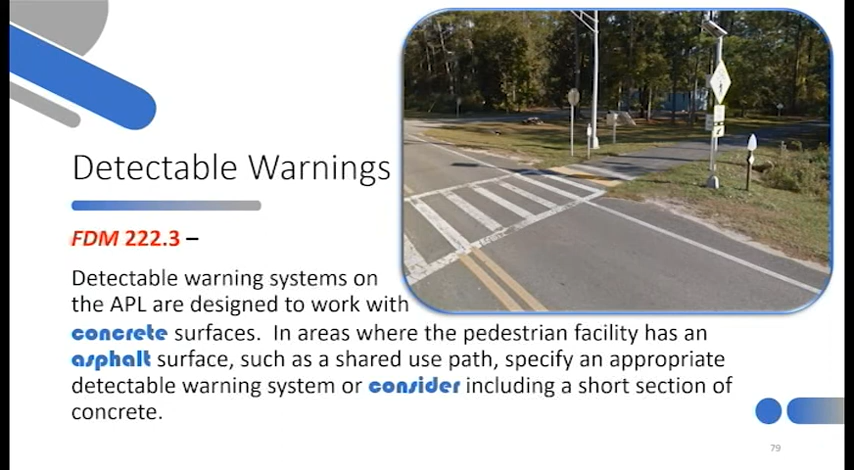 Detectable Warnings
FDM 222.3 –
Detectable warning systems on
the APL are designed to work with
concrete surfaces. In areas where the pedestrian facility has an
asphalt surface, such as a shared use path, specify an appropriate
detectable warning system or consider including a short section of
concrete.
79